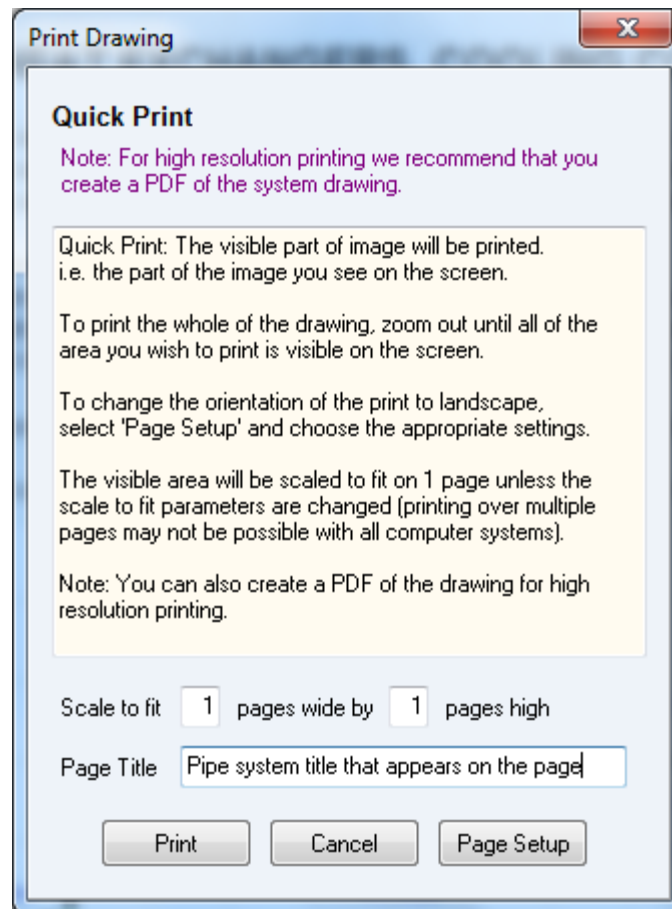 Print Drawing
Quick Print
Note: For high resolution printing we recommend that you
create a PDF of the system drawing.
Quick Print: The visible part of image will be printed.
i.e. the part of the image you see on the screen.
To print the whole of the drawing, zoom out until all of the
area you wish to print is visible on the screen.
To change the orientation of the print to landscape,
select 'Page Setup' and choose the appropriate settings.
The visible area will be scaled to fit on 1 page unless the
scale to fit parameters are changed (printing over multiple
pages may not be possible with all computer systems).
Note: You can also create a PDF of the drawing for high
resolution printing.
Scale to fit 1 pages wide by 1 pages high
Page Title Pipe system title that appears on the page
Print Cancel Page Setup